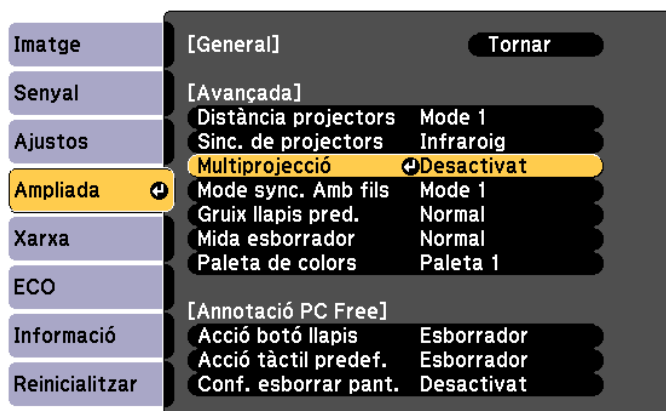 Imatge
Senyal
Ajustos
Ampliada
Xarxa
ECO
Informació
Reinicialitzar
[General] Tornar
[Avançada]
Distància projectors Mode 1
Sinc. de projectors Infraroig
Multiprojecció Desactivat
Mode sync. Amb fils Mode 1
Gruix llapis pred. Normal
Mida esborrador Normal
Paleta de colors Paleta 1
[Annotació PC Free]
Acció botó llapis Esborrador
Acció tàctil predef. Esborrador
Conf. esborrar pant. Desactivat